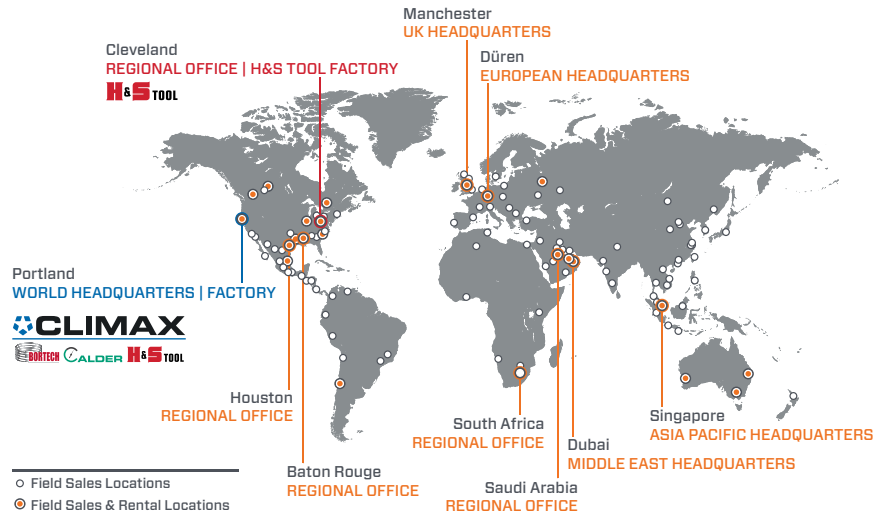 Manchester
UK HEADQUARTERS
Cleveland
REGIONAL OFFICE | H&S TOOL FACTORY
H&S TOOL
Düren
EUROPEAN HEADQUARTERS
Portland
WORLD HEADQUARTERS | FACTORY
CLIMAX
BORTECH CALDER H&S TOOL
Houston
REGIONAL OFFICE
Baton Rouge
REGIONAL OFFICE
South Africa
REGIONAL OFFICE
Saudi Arabia
REGIONAL OFFICE
Dubai
MIDDLE EAST HEADQUARTERS
Singapore
ASIA PACIFIC HEADQUARTERS
Field Sales Locations
Field Sales & Rental Locations